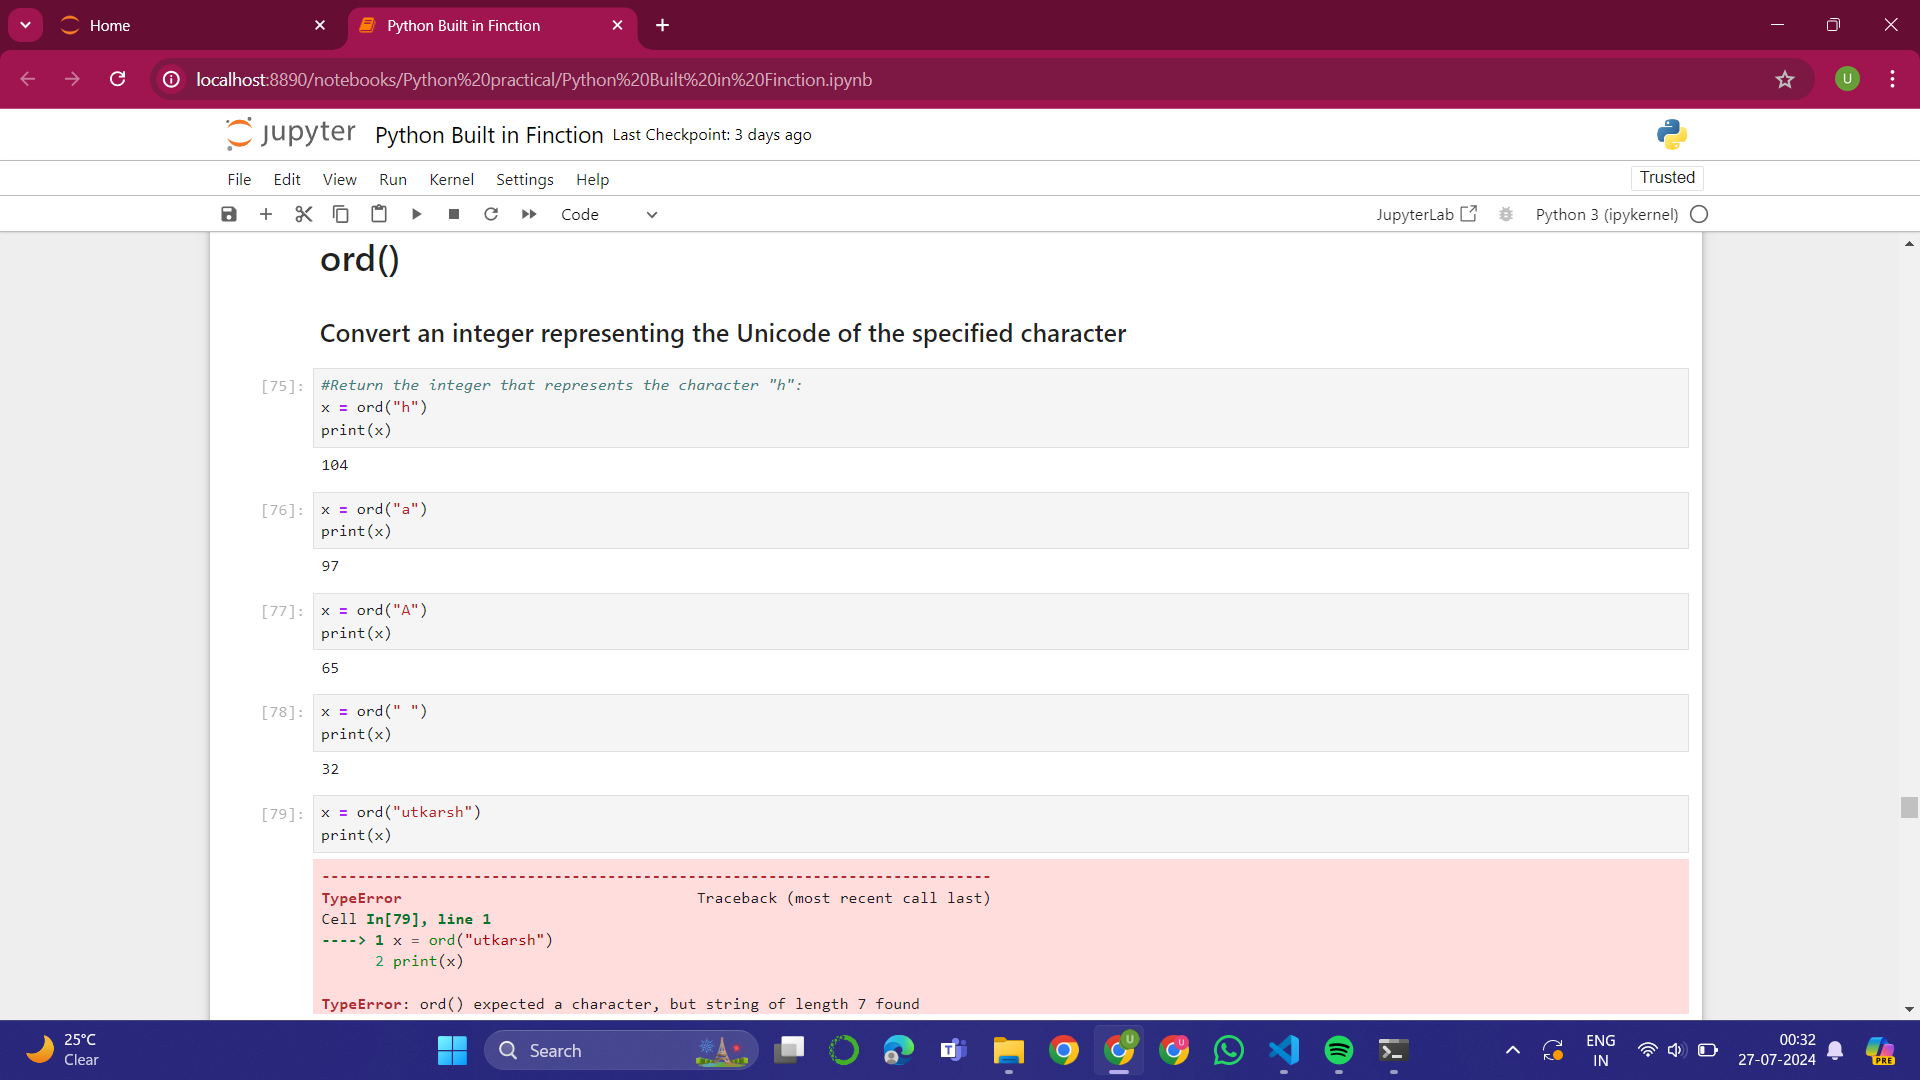 Home
Python Built in Finction
localhost:8890/notebooks/Python%20practical/Python%20Built%20in%20Finction.ipynb
U
jupyter Python Built in Finction Last Checkpoint: 3 days ago
File Edit View Run Kernel Settings Help
Trusted
Code
JupyterLab
Python 3 (ipykernel)
ord()
Convert an integer representing the Unicode of the specified character
[75]: #Return the integer that represents the character "h":
x = ord("h")
print(x)
104
[76]: x = ord("a")
print(x)
97
[77]: x = ord("A")
print(x)
65
[78]: x = ord(" ")
print(x)
32
[79]: x = ord("utkarsh")
print(x)
---------------------------------------------------------------------------
TypeError Traceback (most recent call last)
Cell In[79], line 1
----> 1 x = ord("utkarsh")
2 print(x)
TypeError: ord() expected a character, but string of length 7 found
25°C
Clear
Search
U
U
ENG
IN
00:32
27-07-2024
PRE